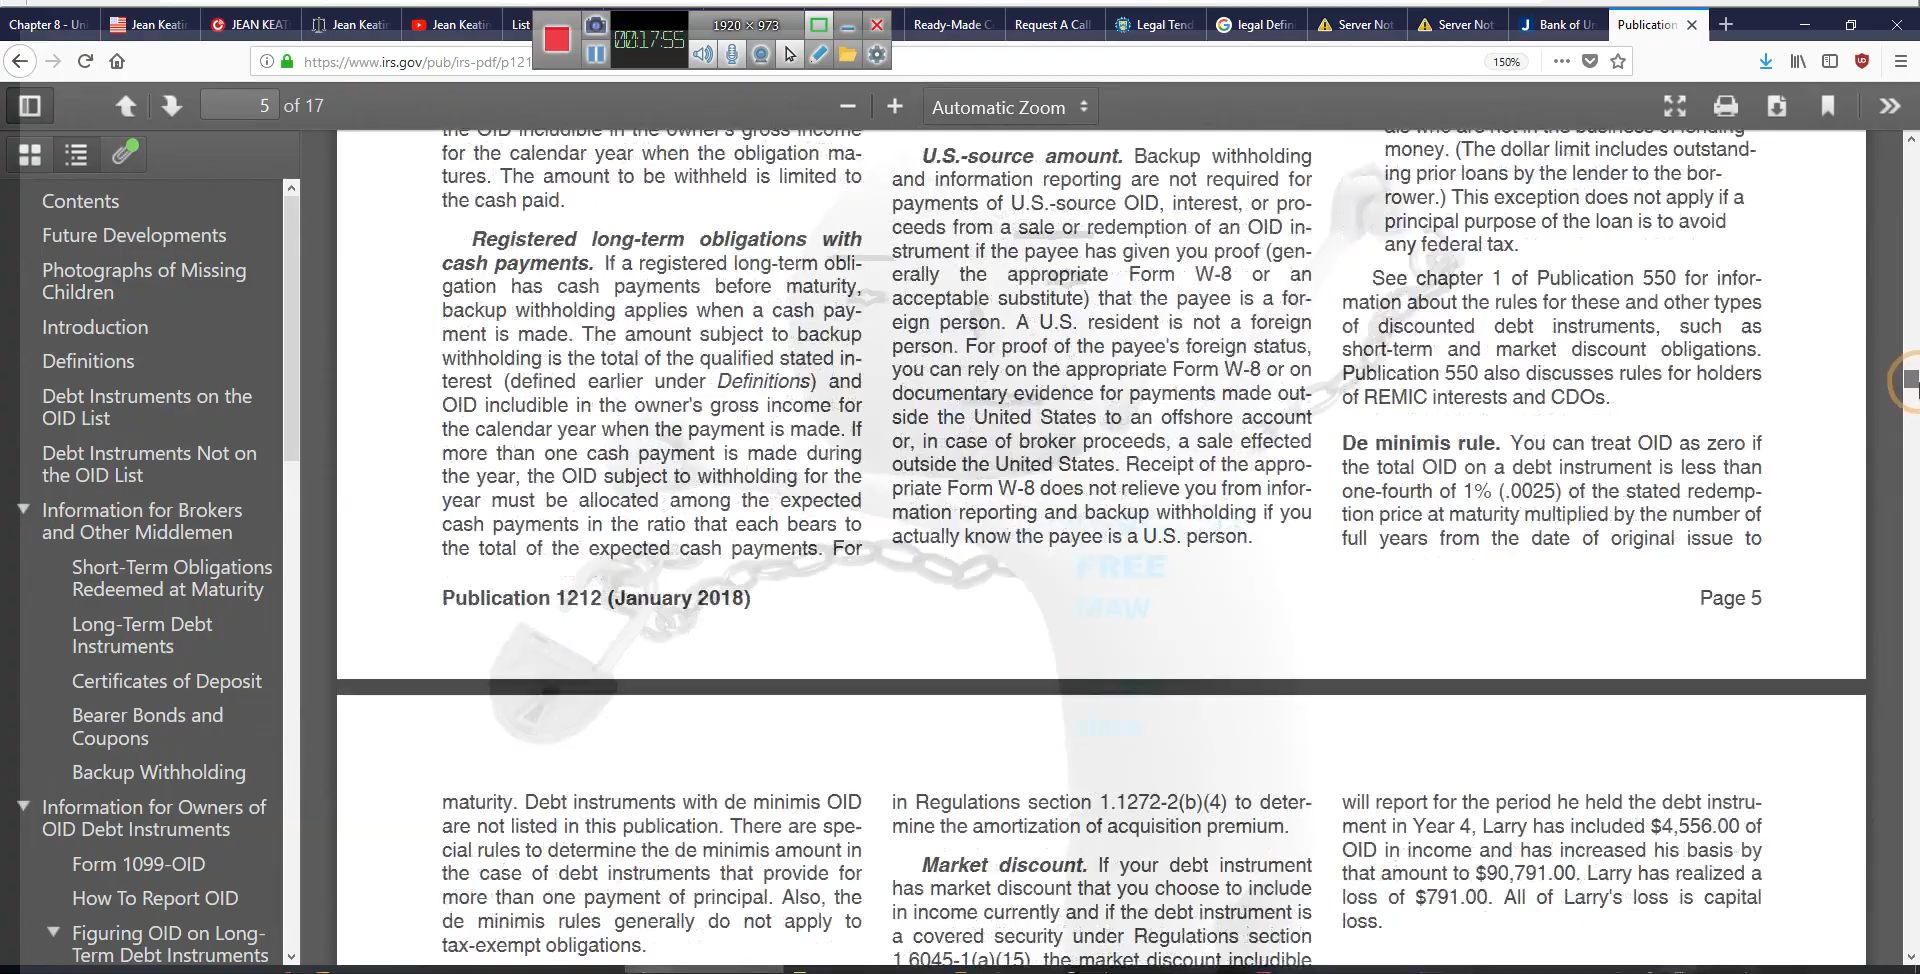 Chapter 8 - Uni
Jean Keatin
JEAN KEAT
Jean Keatin
Jean Keatin
List
1920 × 973
00:17:55
Ready-Made C
Request A Call
Legal Tend
legal Defini
Server Not
Server Not
Bank of Un
Publication
https://www.irs.gov/pub/irs-pdf/p121
150%
5 of 17
Automatic Zoom
Contents
Future Developments
Photographs of Missing
Children
Introduction
Definitions
Debt Instruments on the
OID List
Debt Instruments Not on
the OID List
Information for Brokers
and Other Middlemen
Short-Term Obligations
Redeemed at Maturity
Long-Term Debt
Instruments
Certificates of Deposit
Bearer Bonds and
Coupons
Backup Withholding
Information for Owners of
OID Debt Instruments
Form 1099-OID
How To Report OID
Figuring OID on Long-
Term Debt Instruments
the OID includible in the owner's gross income
for the calendar year when the obligation ma-
tures. The amount to be withheld is limited to
the cash paid.
Registered long-term obligations with
cash payments. If a registered long-term obli-
gation has cash payments before maturity,
backup withholding applies when a cash pay-
ment is made. The amount subject to backup
withholding is the total of the qualified stated in-
terest (defined earlier under Definitions) and
OID includible in the owner's gross income for
the calendar year when the payment is made. If
more than one cash payment is made during
the year, the OID subject to withholding for the
year must be allocated among the expected
cash payments in the ratio that each bears to
the total of the expected cash payments. For
U.S.-source amount. Backup withholding
and information reporting are not required for
payments of U.S.-source OID, interest, or pro-
ceeds from a sale or redemption of an OID in-
strument if the payee has given you proof (gen-
erally the appropriate Form W-8 or an
acceptable substitute) that the payee is a for-
eign person. A U.S. resident is not a foreign
person. For proof of the payee's foreign status,
you can rely on the appropriate Form W-8 or on
documentary evidence for payments made out-
side the United States to an offshore account
or, in case of broker proceeds, a sale effected
outside the United States. Receipt of the appro-
priate Form W-8 does not relieve you from infor-
mation reporting and backup withholding if you
actually know the payee is a U.S. person.
als who are not in the business of lending
money. (The dollar limit includes outstand-
ing prior loans by the lender to the bor-
rower.) This exception does not apply if a
principal purpose of the loan is to avoid
any federal tax.
See chapter 1 of Publication 550 for infor-
mation about the rules for these and other types
of discounted debt instruments, such as
short-term and market discount obligations.
Publication 550 also discusses rules for holders
of REMIC interests and CDOs.
De minimis rule. You can treat OID as zero if
the total OID on a debt instrument is less than
one-fourth of 1% (.0025) of the stated redemp-
tion price at maturity multiplied by the number of
full years from the date of original issue to
FREE
MAW
Publication 1212 (January 2018)
Page 5
maturity. Debt instruments with de minimis OID
are not listed in this publication. There are spe-
cial rules to determine the de minimis amount in
the case of debt instruments that provide for
more than one payment of principal. Also, the
de minimis rules generally do not apply to
tax-exempt obligations.
in Regulations section 1.1272-2(b)(4) to deter-
mine the amortization of acquisition premium.
Market discount. If your debt instrument
has market discount that you choose to include
in income currently and if the debt instrument is
a covered security under Regulations section
1.6045-1(a)(15), the market discount includible
will report for the period he held the debt instru-
ment in Year 4, Larry has included $4,556.00 of
OID in income and has increased his basis by
that amount to $90,791.00. Larry has realized a
loss of $791.00. All of Larry's loss is capital
loss.